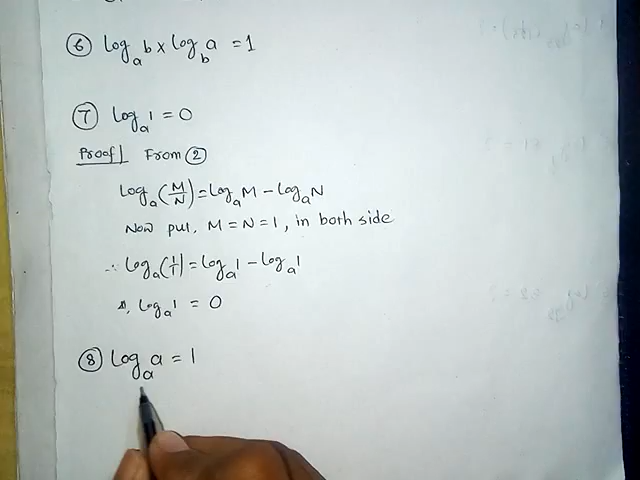 ⑥ log_a b × log_b a = 1
⑦ log_a 1 = 0
Proof| From ②
log_a (M/N) = log_a M - log_a N
Now put, M = N = 1, in both side
∴ log_a (1/1) = log_a 1 - log_a 1
, log_a 1 = 0
⑧ log_a a = 1